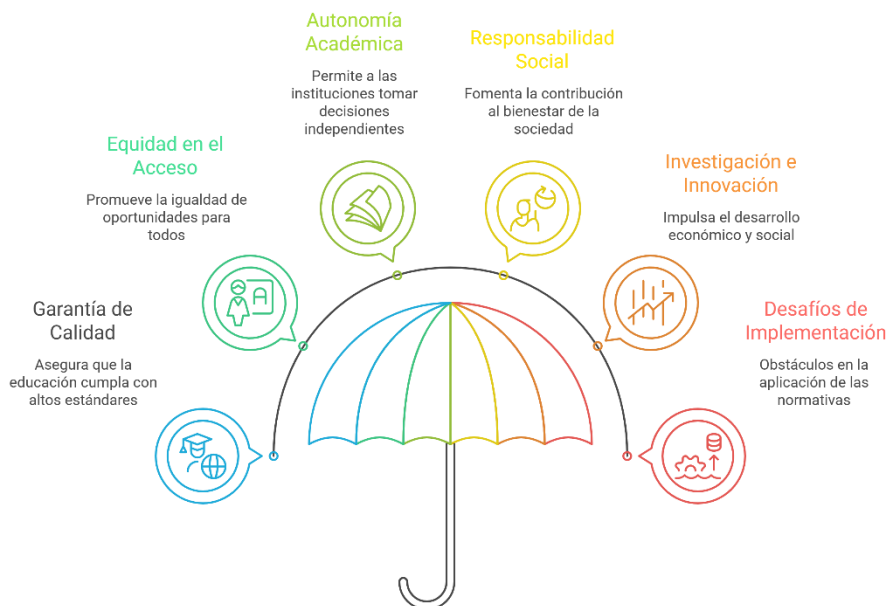 Autonomía
Académica
Permite a las
instituciones tomar
decisiones
independientes
Responsabilidad
Social
Fomenta la contribución
al bienestar de la
sociedad
Equidad en el
Acceso
Promueve la igualdad de
oportunidades para
todos
Investigación e
Innovación
Impulsa el desarrollo
económico y social
Garantía de
Calidad
Asegura que la
educación cumpla con
altos estándares
Desafíos de
Implementación
Obstáculos en la
aplicación de las
normativas